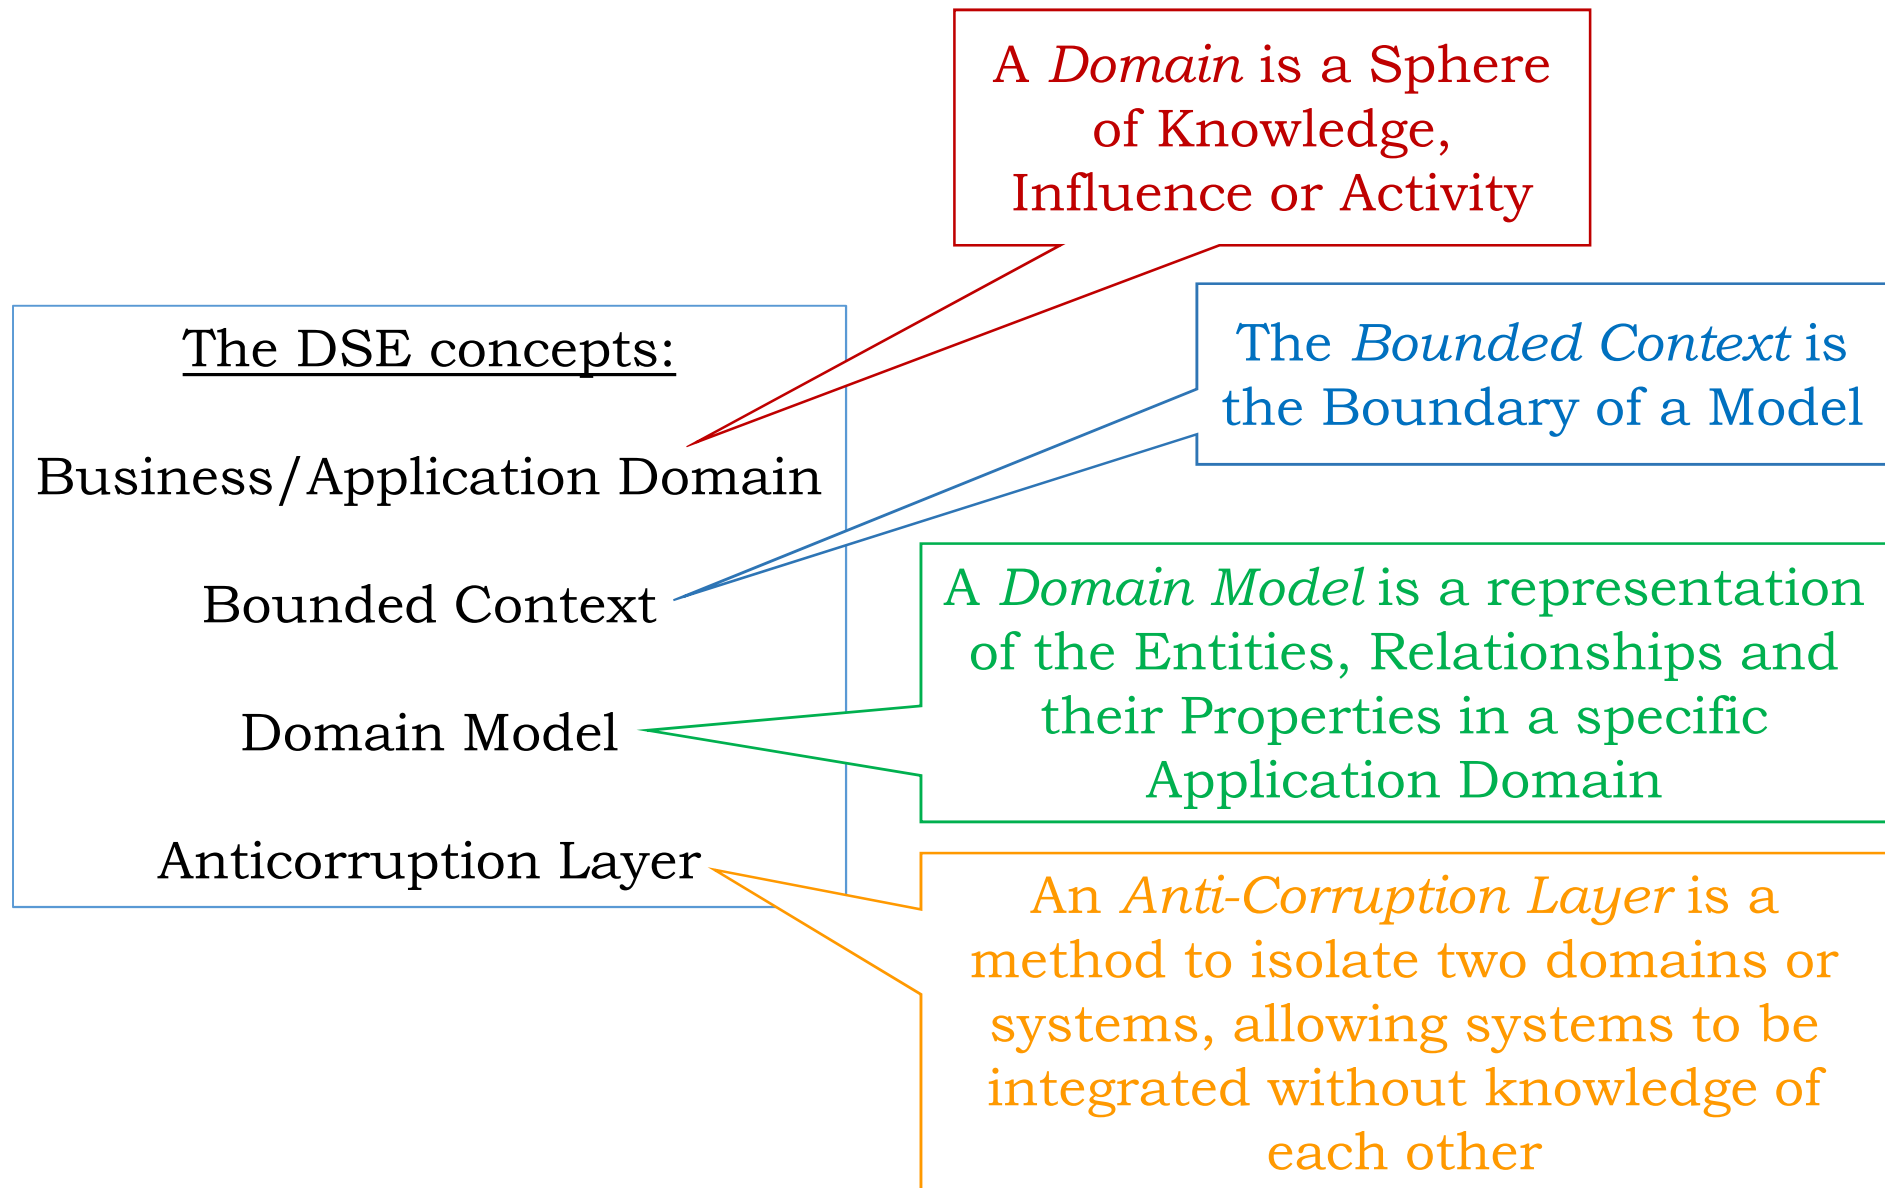 A Domain is a Sphere
of Knowledge,
Influence or Activity
The DSE concepts:
Business/Application Domain
Bounded Context
Domain Model
Anticorruption Layer
The Bounded Context is
the Boundary of a Model
A Domain Model is a representation
of the Entities, Relationships and
their Properties in a specific
Application Domain
An Anti-Corruption Layer is a
method to isolate two domains or
systems, allowing systems to be
integrated without knowledge of
each other